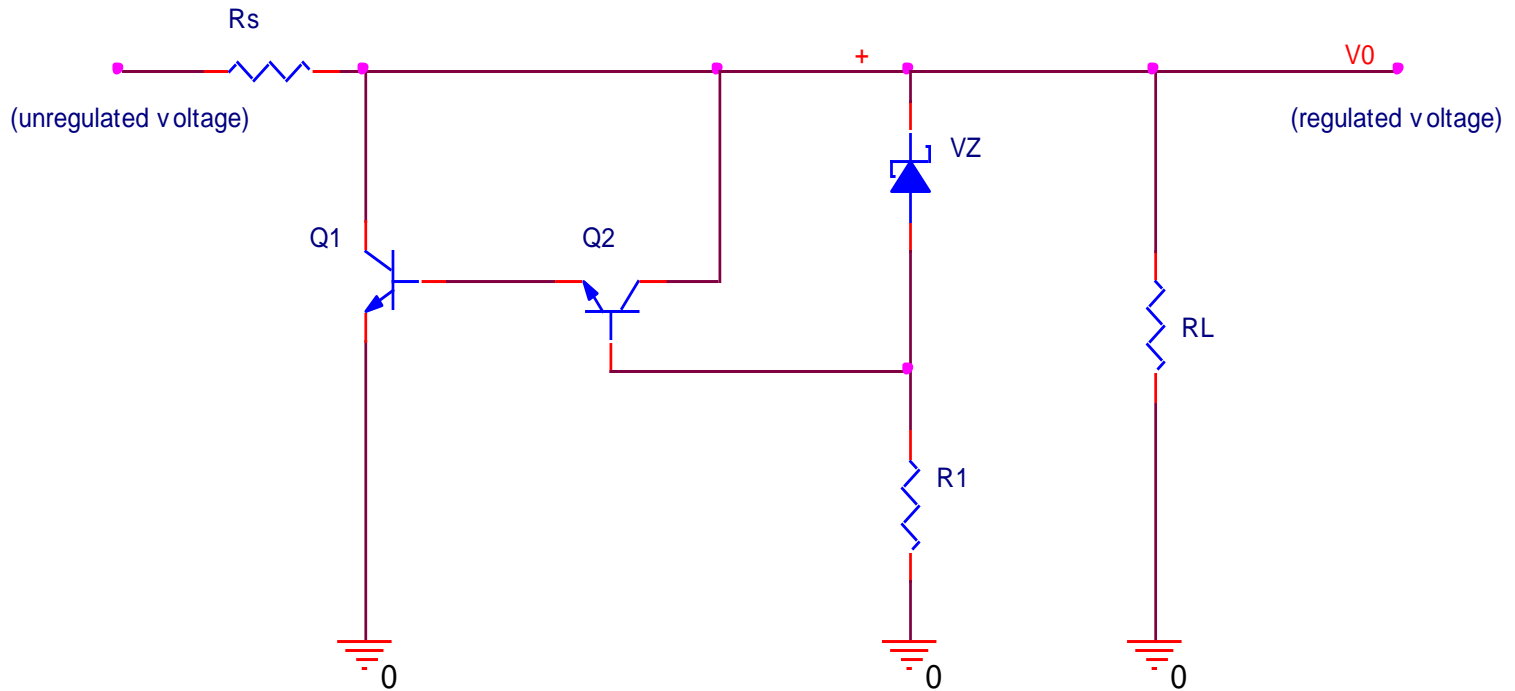 Rs
+
V0
(unregulated voltage)
(regulated voltage)
VZ
Q1
Q2
RL
R1
0
0
0